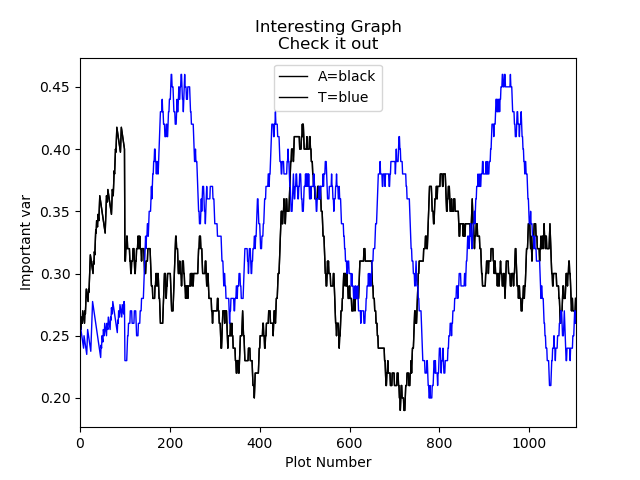 Interesting Graph
Check it out
A=black
T=blue
Important var
0.45
0.40
0.35
0.30
0.25
0.20
0
200
400
600
800
1000
Plot Number